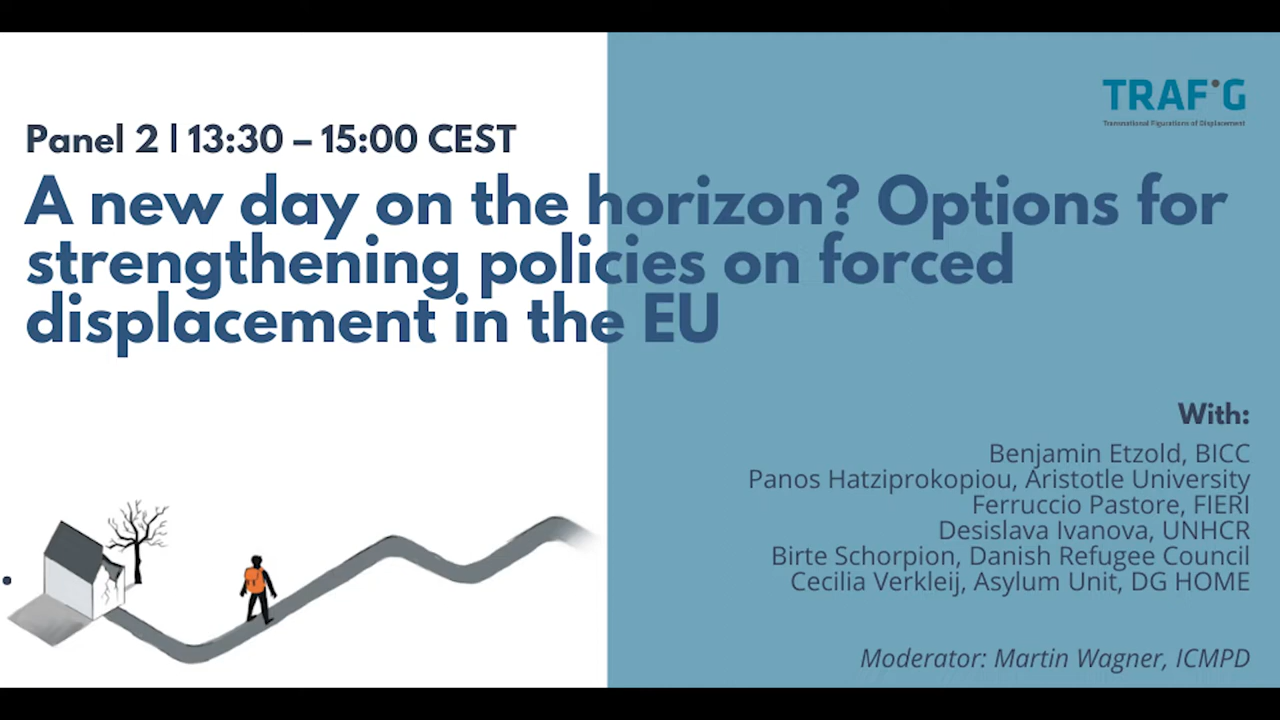 TRAFIG
Transnational Figurations of Displacement
Panel 2 | 13:30 – 15:00 CEST
A new day on the horizon? Options for
strengthening policies on forced
displacement in the EU
With:
Benjamin Etzold, BICC
Panos Hatziprokopiou, Aristotle University
Ferruccio Pastore, FIERI
Desislava Ivanova, UNHCR
Birte Schorpion, Danish Refugee Council
Cecilia Verkleij, Asylum Unit, DG HOME
Moderator: Martin Wagner, ICMPD